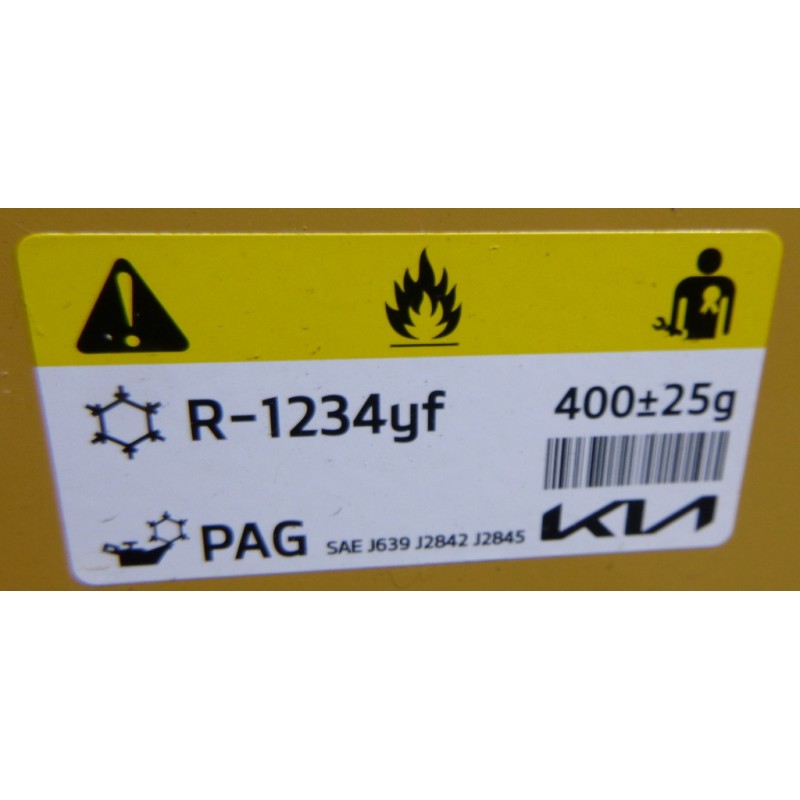 R-1234yf
400±25g
PAG
SAE J639 J2842 J2845
KIA